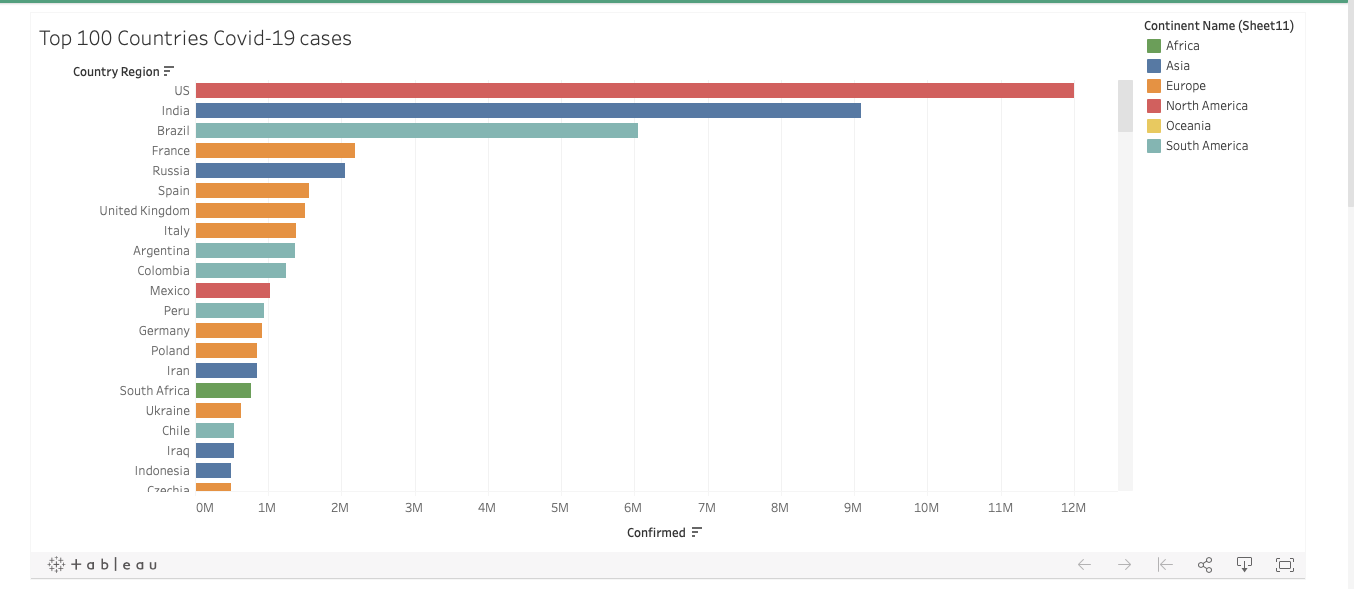 Top 100 Countries Covid-19 cases
Continent Name (Sheet11)
Africa
Asia
Europe
North America
Oceania
South America
Country Region
US
India
Brazil
France
Russia
Spain
United Kingdom
Italy
Argentina
Colombia
Mexico
Peru
Germany
Poland
Iran
South Africa
Ukraine
Chile
Iraq
Indonesia
Czechia
0M 1M 2M 3M 4M 5M 6M 7M 8M 9M 10M 11M 12M
Confirmed
+ a b | e a u